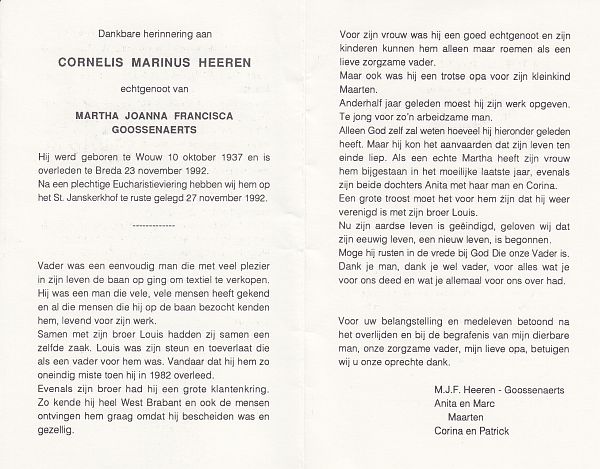 Dankbare herinnering aan
CORNELIS MARINUS HEEREN
echtgenoot van
MARTHA JOANNA FRANCISCA
GOOSSENAERTS
Hij werd geboren te Wouw 10 oktober 1937 en is
overleden te Breda 23 november 1992.
Na een plechtige Eucharistieviering hebben wij hem op
het St. Janskerkhof te ruste gelegd 27 november 1992.
-------------
Vader was een eenvoudig man die met veel plezier
in zijn leven de baan op ging om textiel te verkopen.
Hij was een man die vele, vele mensen heeft gekend
en al die mensen die hij op de baan bezocht kenden
hem, levend voor zijn werk.
Samen met zijn broer Louis hadden zij samen een
zelfde zaak. Louis was zijn steun en toeverlaat die
als een vader voor hem was. Vandaar dat hij hem zo
oneindig miste toen hij in 1982 overleed.
Evenals zijn broer had hij een grote klantenkring.
Zo kende hij heel West Brabant en ook de mensen
ontvingen hem graag omdat hij bescheiden was en
gezellig.
Voor zijn vrouw was hij een goed echtgenoot en zijn
kinderen kunnen hem alleen maar roemen als een
lieve zorgzame vader.
Maar ook was hij een trotse opa voor zijn kleinkind
Maarten.
Anderhalf jaar geleden moest hij zijn werk opgeven.
Te jong voor zo'n arbeidzame man.
Alleen God zelf zal weten hoeveel hij hieronder geleden
heeft. Maar hij kon het aanvaarden dat zijn leven ten
einde liep. Als een echte Martha heeft zijn vrouw
hem bijgestaan in het moeilijke laatste jaar, evenals
zijn beide dochters Anita met haar man en Corina.
Een grote troost moet het voor hem zijn dat hij weer
verenigd is met zijn broer Louis.
Nu zijn aardse leven is geëindigd, geloven wij dat
zijn eeuwig leven, een nieuw leven, is begonnen.
Moge hij rusten in de vrede bij God Die onze Vader is.
Dank je man, dank je wel vader, voor alles wat je
voor ons deed en wat je allemaal voor ons over had.
Voor uw belangstelling en medeleven betoond na
het overlijden en bij de begrafenis van mijn dierbare
man, onze zorgzame vader, mijn lieve opa, betuigen
wij u onze oprechte dank.
M.J.F. Heeren - Goossenaerts
Anita en Marc
Maarten
Corina en Patrick